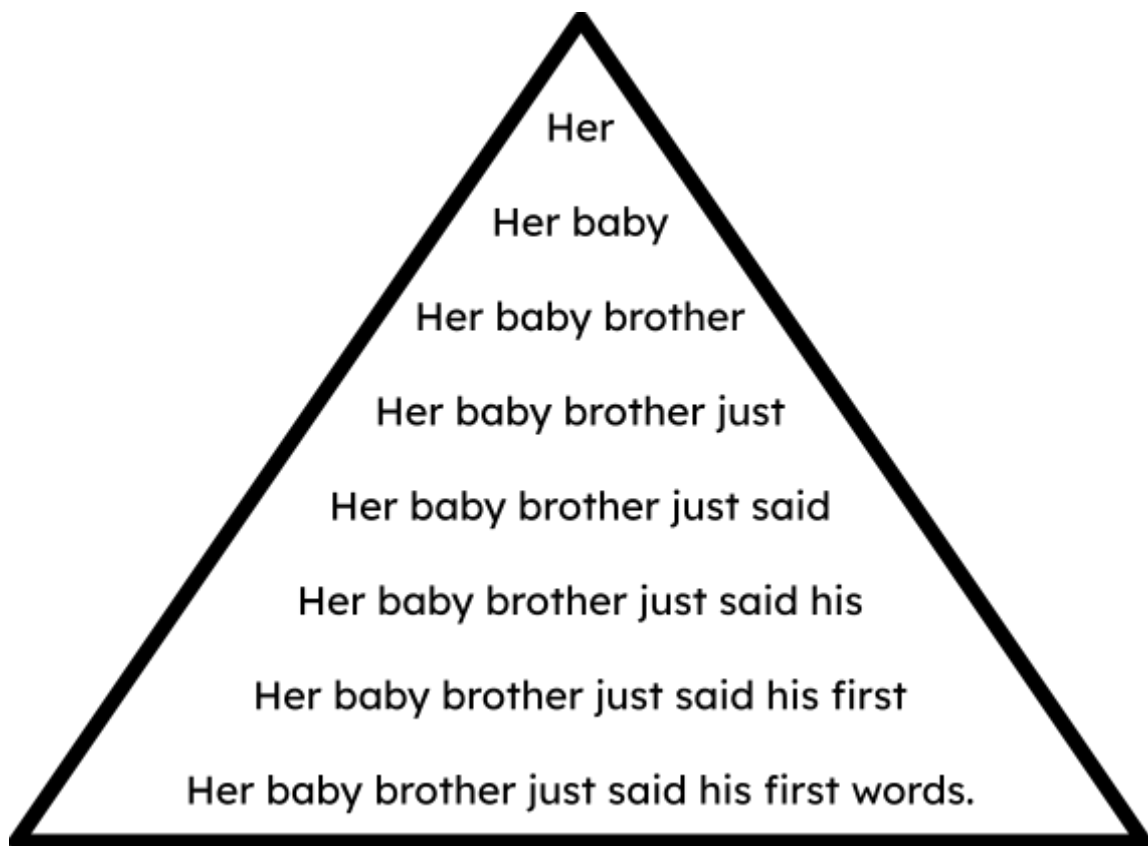 Her
Her baby
Her baby brother
Her baby brother just
Her baby brother just said
Her baby brother just said his
Her baby brother just said his first
Her baby brother just said his first words.